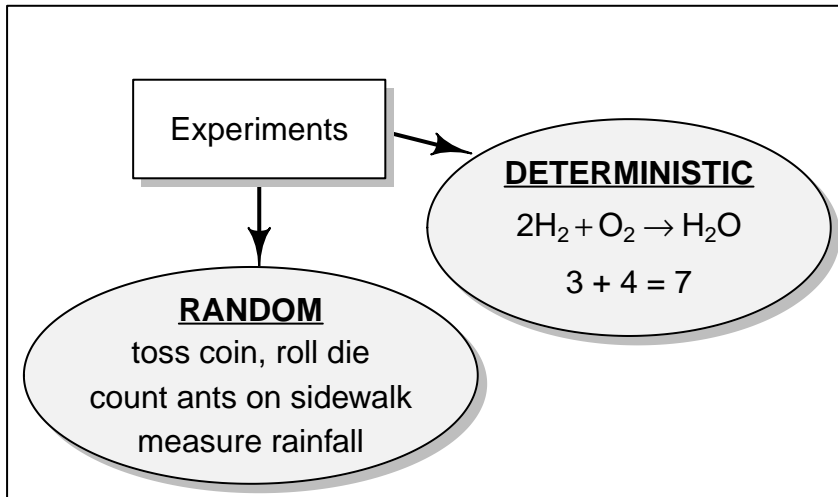 Experiments
DETERMINISTIC
2H₂ + O₂ → H₂O
3 + 4 = 7
RANDOM
toss coin, roll die
count ants on sidewalk
measure rainfall